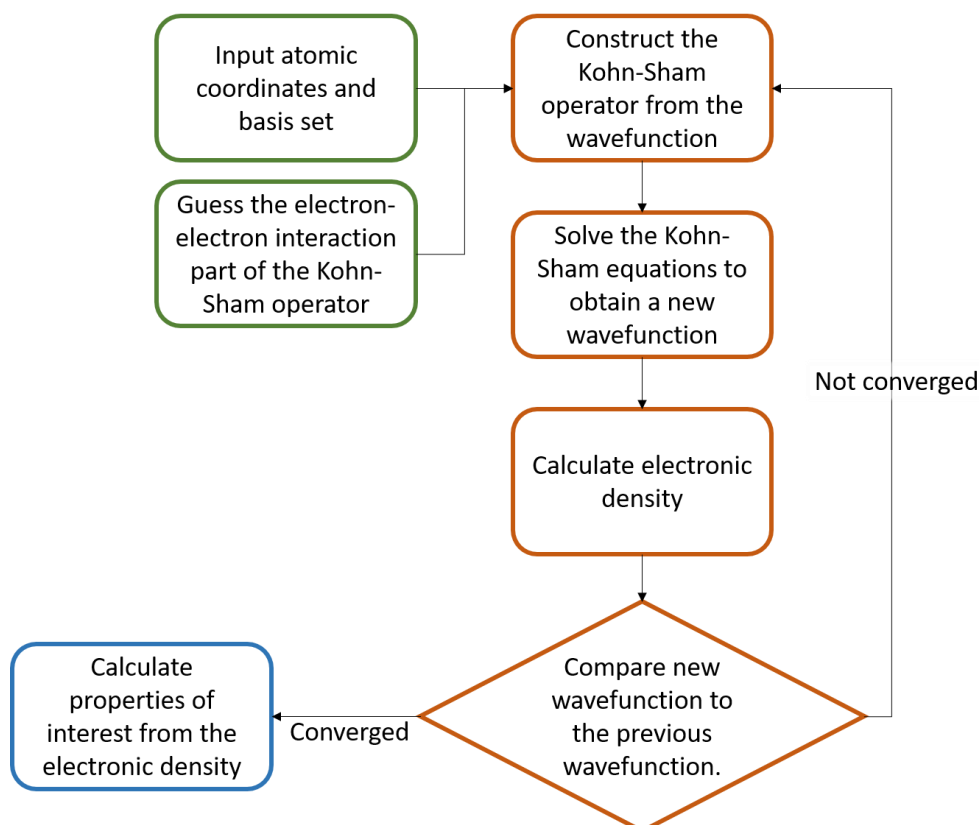 Input atomic
coordinates and
basis set
Guess the electron-
electron interaction
part of the Kohn-
Sham operator
Construct the
Kohn-Sham
operator from the
wavefunction
Solve the Kohn-
Sham equations to
obtain a new
wavefunction
Not converged
Calculate electronic
density
Compare new
wavefunction to
the previous
wavefunction.
Converged
Calculate
properties of
interest from the
electronic density